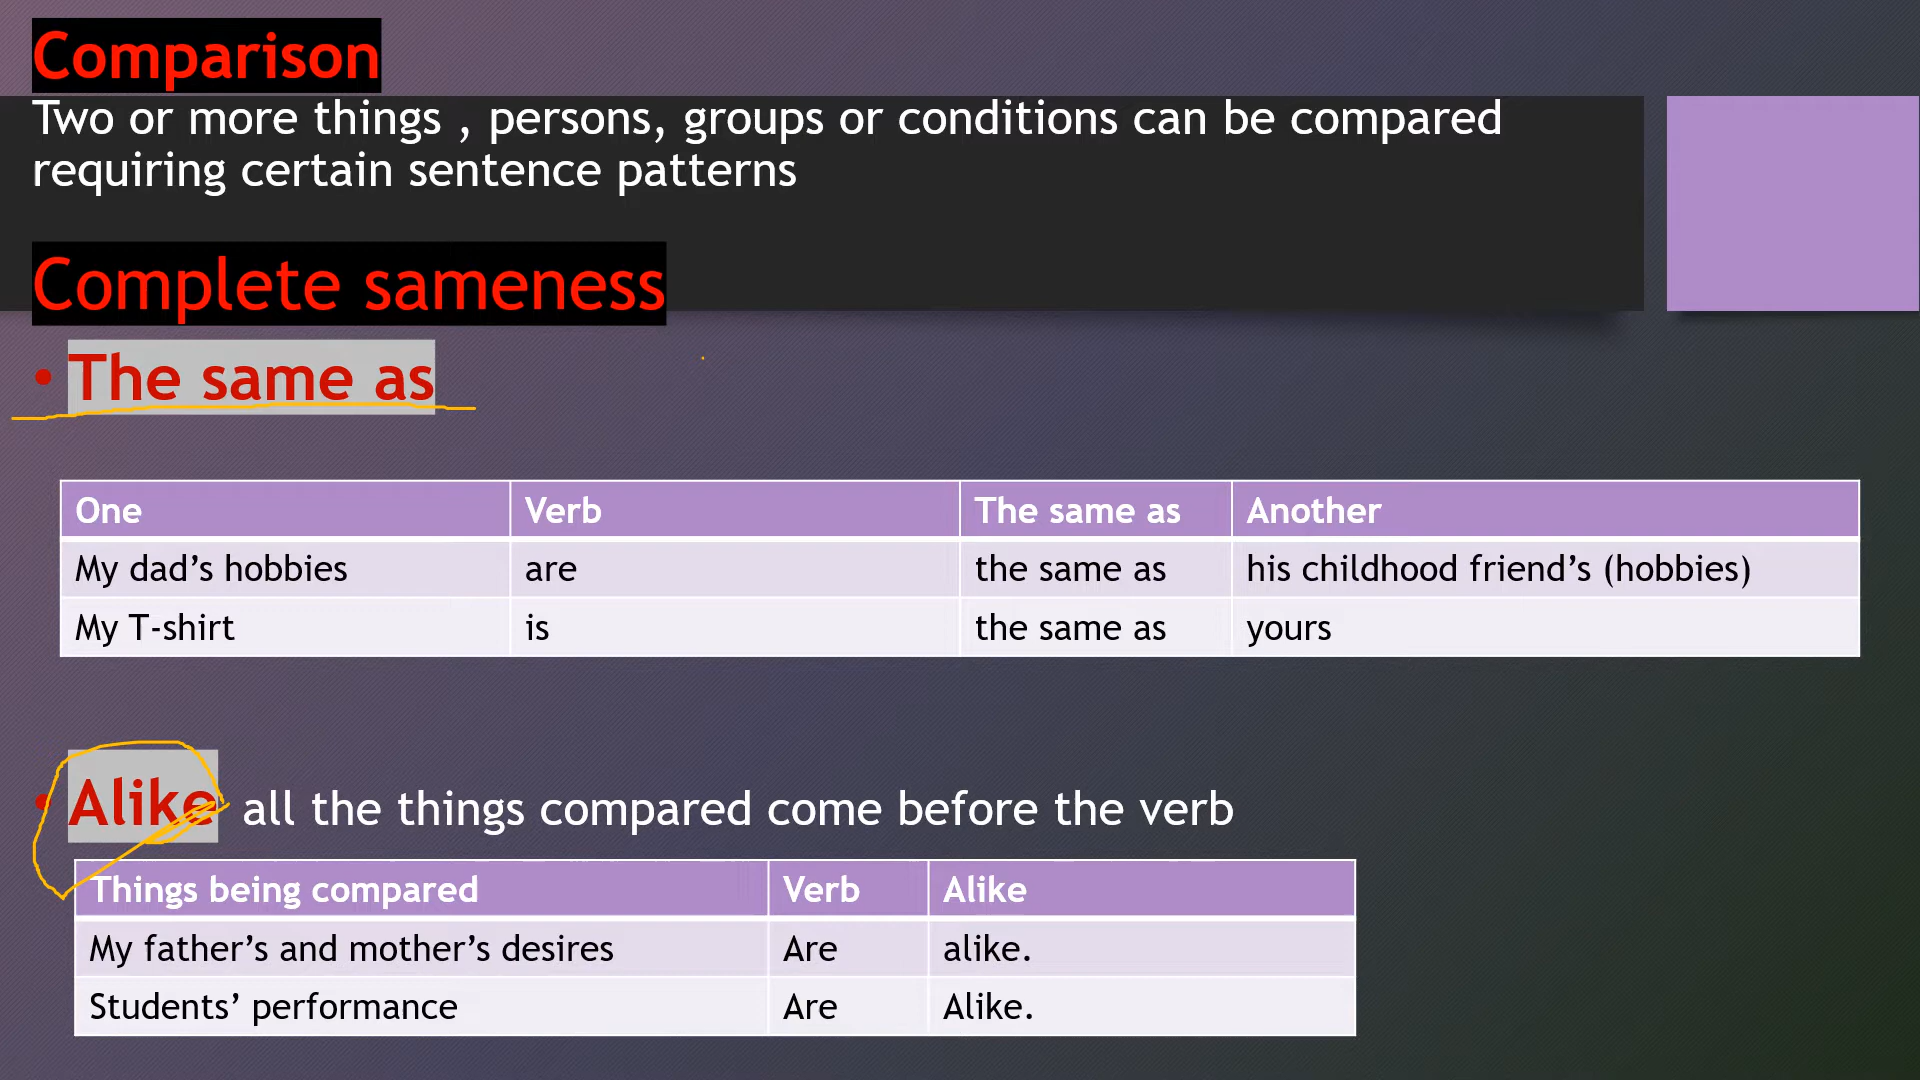 Comparison
Two or more things , persons, groups or conditions can be compared
requiring certain sentence patterns
Complete sameness
• The same as
One Verb The same as Another
My dad’s hobbies are the same as his childhood friend’s (hobbies)
My T-shirt is the same as yours
• Alike all the things compared come before the verb
Things being compared Verb Alike
My father’s and mother’s desires Are alike.
Students’ performance Are Alike.